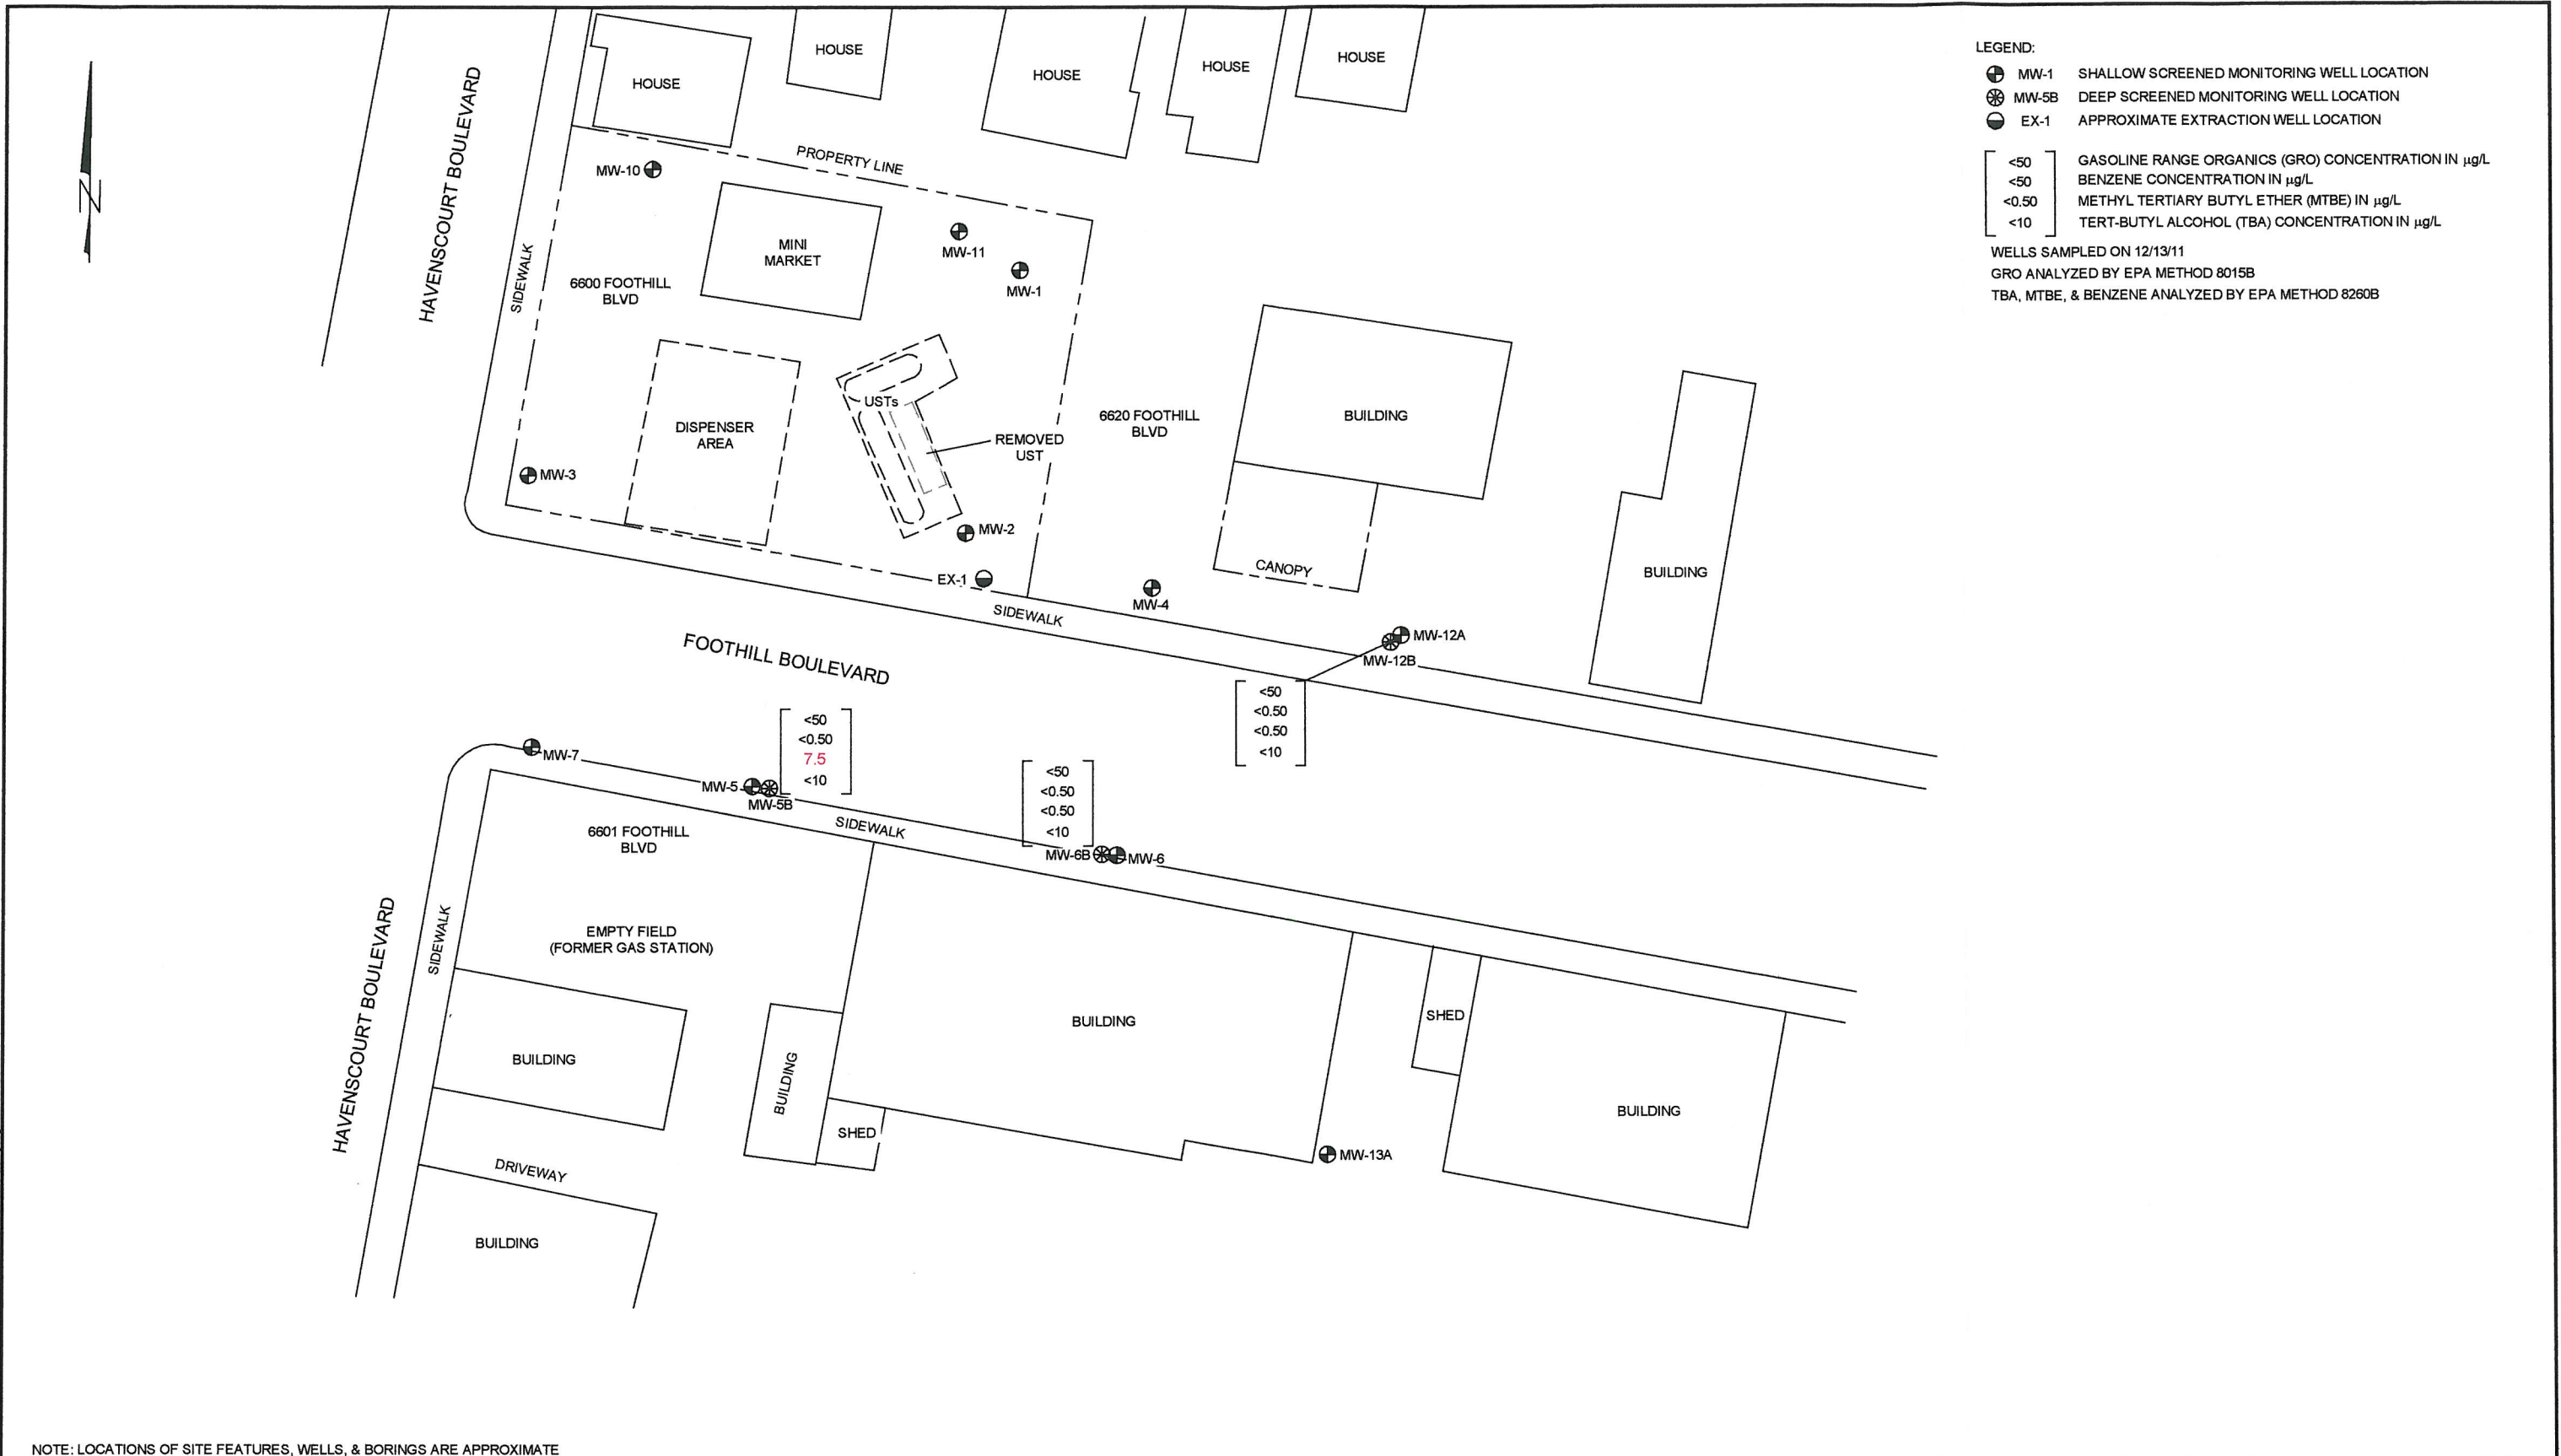 HOUSE
HOUSE
HOUSE
HOUSE
HOUSE
N
HAVENSCOURT BOULEVARD
SIDEWALK
PROPERTY LINE
MW-10
MINI
MARKET
MW-11
MW-1
6600 FOOTHILL
BLVD
DISPENSER
AREA
USTs
REMOVED
UST
6620 FOOTHILL
BLVD
BUILDING
MW-3
MW-2
EX-1
CANOPY
BUILDING
MW-4
SIDEWALK
MW-12A
MW-12B
FOOTHILL BOULEVARD
<50
<0.50
<0.50
<10
<50
<0.50
7.5
<10
MW-7
MW-5
MW-5B
<50
<0.50
<0.50
<10
SIDEWALK
MW-6B
MW-6
6601 FOOTHILL
BLVD
EMPTY FIELD
(FORMER GAS STATION)
HAVENSCOURT BOULEVARD
SIDEWALK
BUILDING
BUILDING
BUILDING
SHED
SHED
BUILDING
MW-13A
DRIVEWAY
BUILDING
LEGEND:
MW-1 SHALLOW SCREENED MONITORING WELL LOCATION
MW-5B DEEP SCREENED MONITORING WELL LOCATION
EX-1 APPROXIMATE EXTRACTION WELL LOCATION
<50 GASOLINE RANGE ORGANICS (GRO) CONCENTRATION IN µg/L
<50 BENZENE CONCENTRATION IN µg/L
<0.50 METHYL TERTIARY BUTYL ETHER (MTBE) IN µg/L
<10 TERT-BUTYL ALCOHOL (TBA) CONCENTRATION IN µg/L
WELLS SAMPLED ON 12/13/11
GRO ANALYZED BY EPA METHOD 8015B
TBA, MTBE, & BENZENE ANALYZED BY EPA METHOD 8260B
NOTE: LOCATIONS OF SITE FEATURES, WELLS, & BORINGS ARE APPROXIMATE